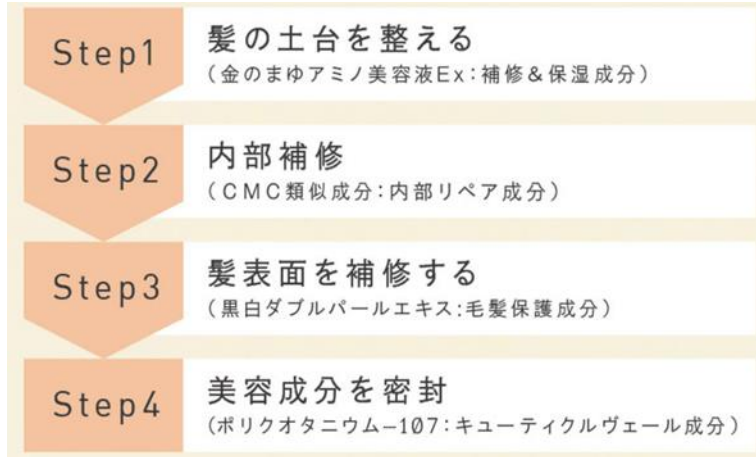 Step1
髪の土台を整える
(金のまゆアミノ美容液Ex:補修&保湿成分)
Step2
内部補修
(CMC類似成分:内部リペア成分)
Step3
髪表面を補修する
(黒白ダブルパールエキス:毛髪保護成分)
Step4
美容成分を密封
(ポリクオタニウム–107:キューティクルヴェール成分)